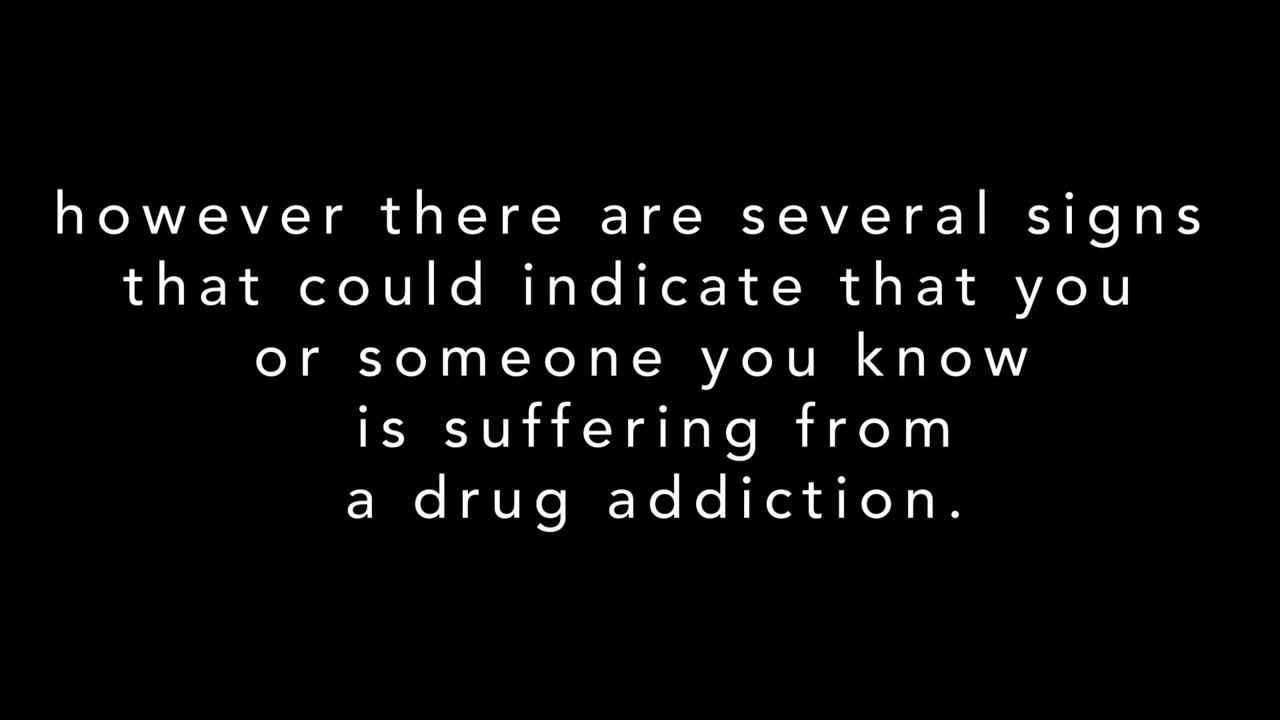 however there are several signs
that could indicate that you
or someone you know
is suffering from
a drug addiction.